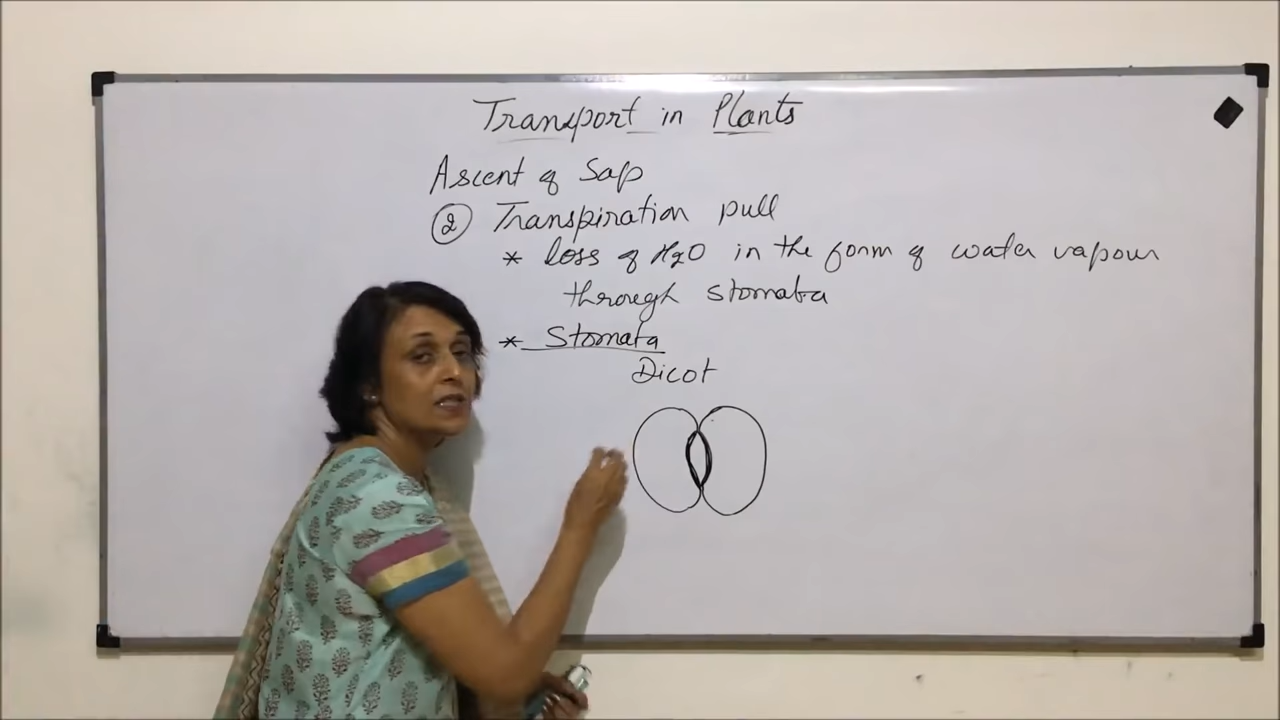 Transport in Plants
Ascent of Sap
② Transpiration pull
* loss of H2O in the form of water vapour
through stomata
* Stomata
Dicot